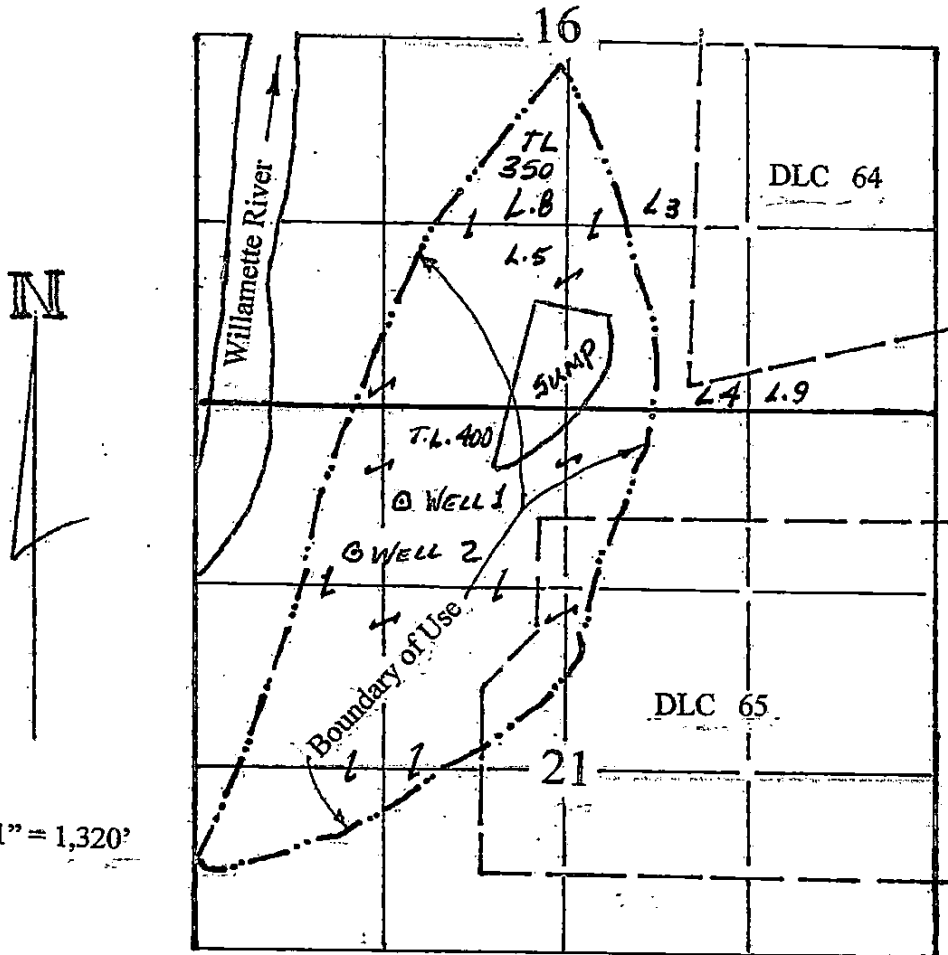 16
TL
350
L.8
L3
DLC 64
L.5
N
Willamette River
SUMP
L4
L.9
T.L. 400
WELL 1
WELL 2
Boundary of Use
DLC 65
21
1" = 1,320'